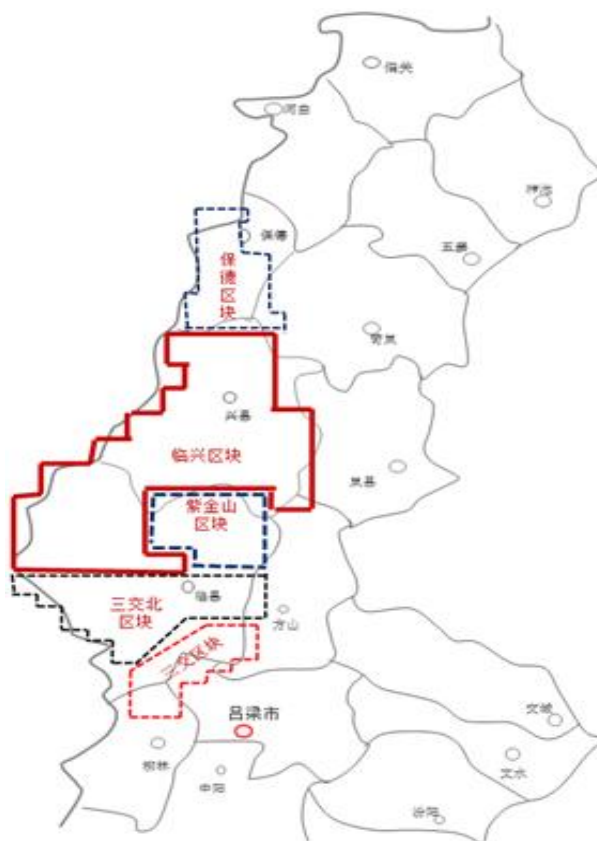 偏关
河曲
神池
保德
五寨
保德区块
岢岚
兴县
临兴区块
岚县
紫金山
区块
临县
三交北
区块
方山
三交区块
吕梁市
交城
柳林
文水
中阳
汾阳